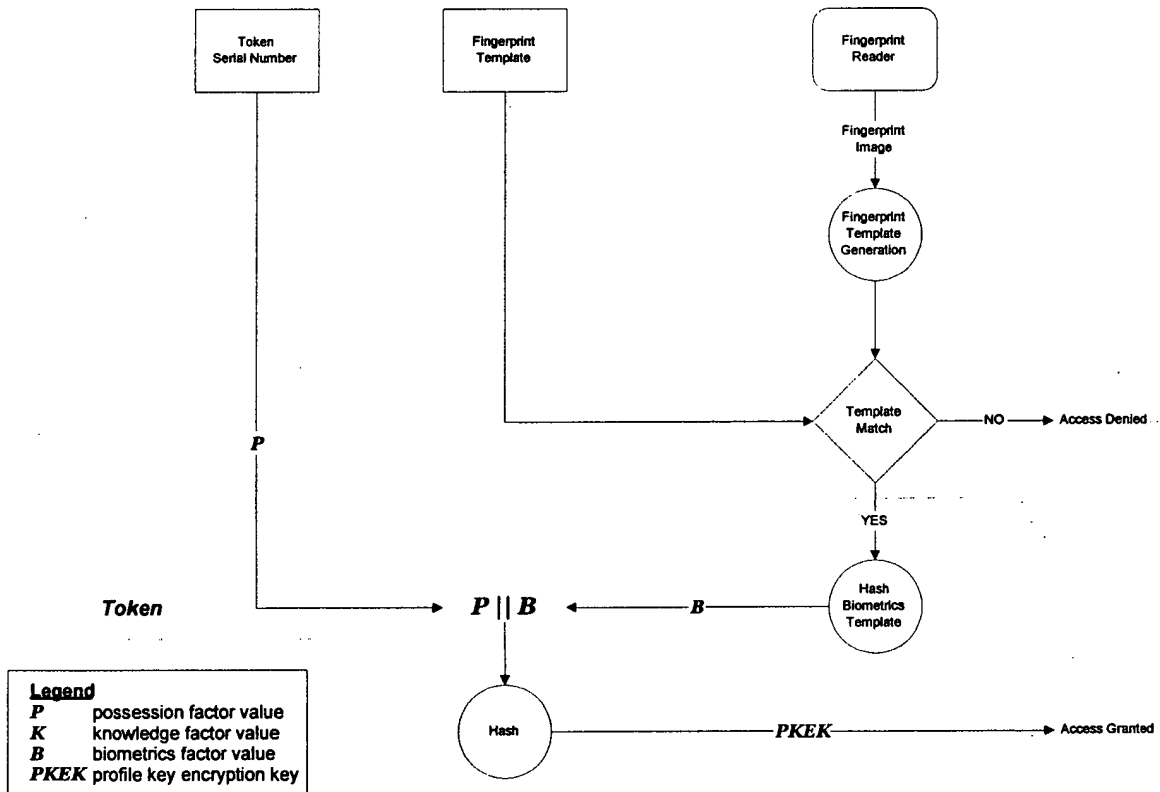 Token
Serial Number
Fingerprint
Template
Fingerprint
Reader
Fingerprint
Image
Fingerprint
Template
Generation
Template
Match
NO
Access Denied
P
YES
Token
P || B
B
Hash
Biometrics
Template
Legend
P possession factor value
K knowledge factor value
B biometrics factor value
PKEK profile key encryption key
Hash
PKEK
Access Granted